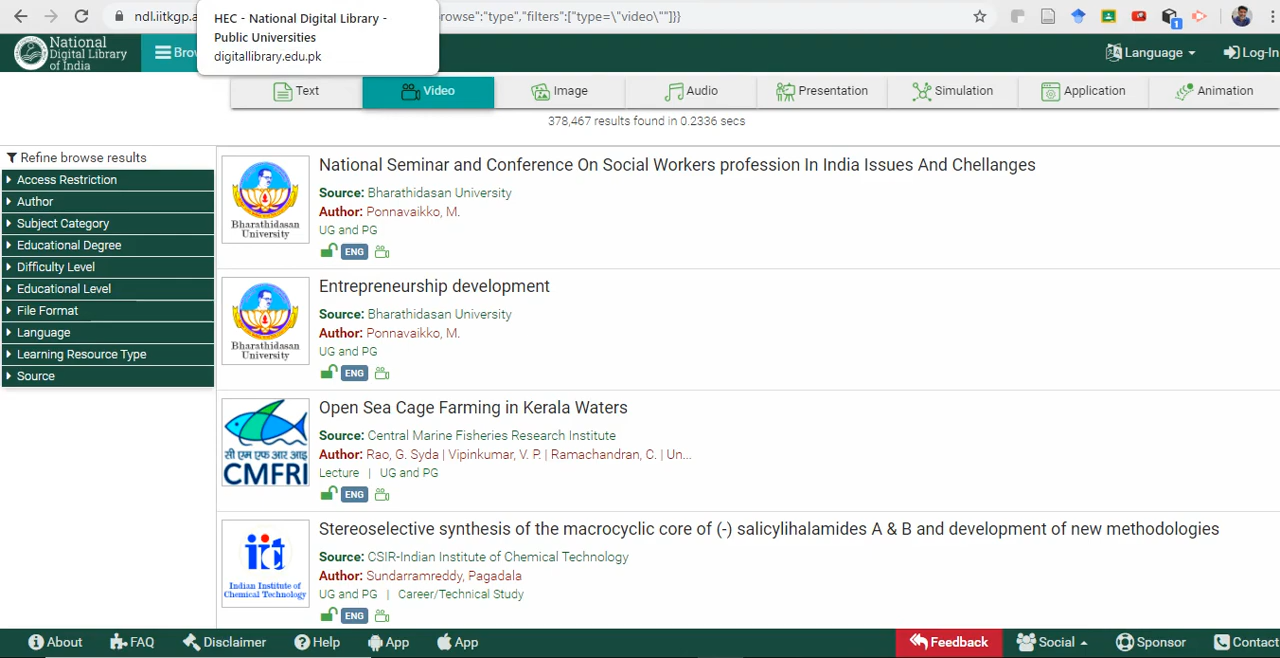 ndl.iitkgp.a
HEC - National Digital Library -
Public Universities
digitallibrary.edu.pk
rowse":"type","filters":["type=\"video\""]}}
1
National
Digital Library
of India
Brow
Language
Log-In
Text
Video
Image
Audio
Presentation
Simulation
Application
Animation
378,467 results found in 0.2336 secs
Refine browse results
Access Restriction
Author
Subject Category
Educational Degree
Difficulty Level
Educational Level
File Format
Language
Learning Resource Type
Source
Bharathidasan
University
National Seminar and Conference On Social Workers profession In India Issues And Chellanges
Source: Bharathidasan University
Author: Ponnavaikko, M.
UG and PG
ENG
Bharathidasan
University
Entrepreneurship development
Source: Bharathidasan University
Author: Ponnavaikko, M.
UG and PG
ENG
सी एम एफ आर आइ
CMFRI
Open Sea Cage Farming in Kerala Waters
Source: Central Marine Fisheries Research Institute
Author: Rao, G. Syda | Vipinkumar, V. P. | Ramachandran, C. | Un...
Lecture | UG and PG
ENG
iict
Indian Institute of
Chemical Technology
Stereoselective synthesis of the macrocyclic core of (-) salicylihalamides A & B and development of new methodologies
Source: CSIR-Indian Institute of Chemical Technology
Author: Sundarramreddy, Pagadala
UG and PG | Career/Technical Study
ENG
About
FAQ
Disclaimer
Help
App
App
Feedback
Social
Sponsor
Contact